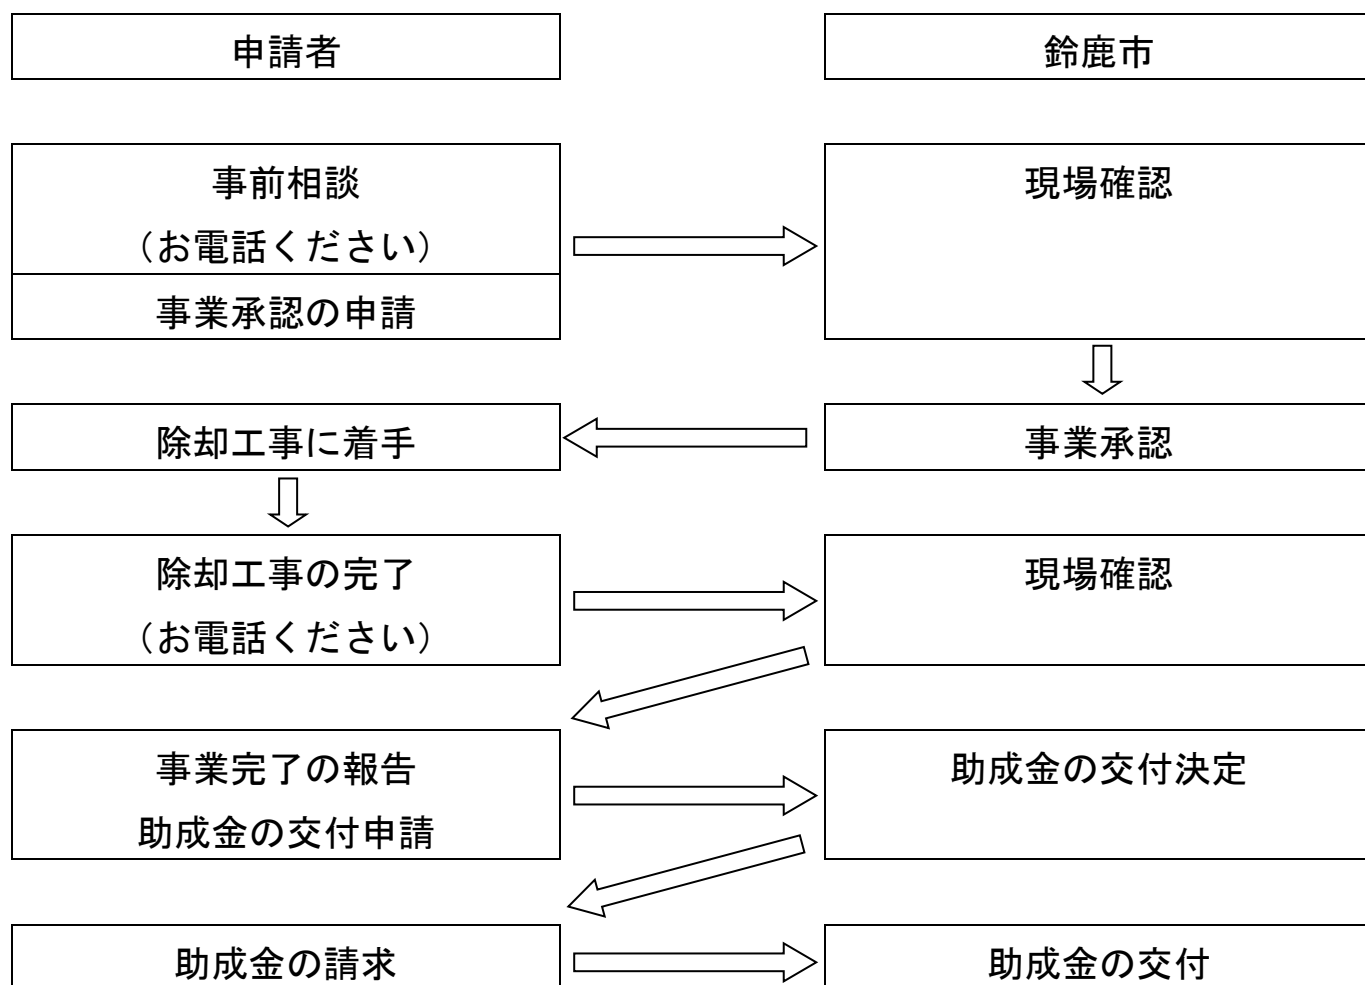 申請者
鈴鹿市
事前相談
（お電話ください）
事業承認の申請
現場確認
除却工事に着手
事業承認
除却工事の完了
（お電話ください）
現場確認
事業完了の報告
助成金の交付申請
助成金の交付決定
助成金の請求
助成金の交付